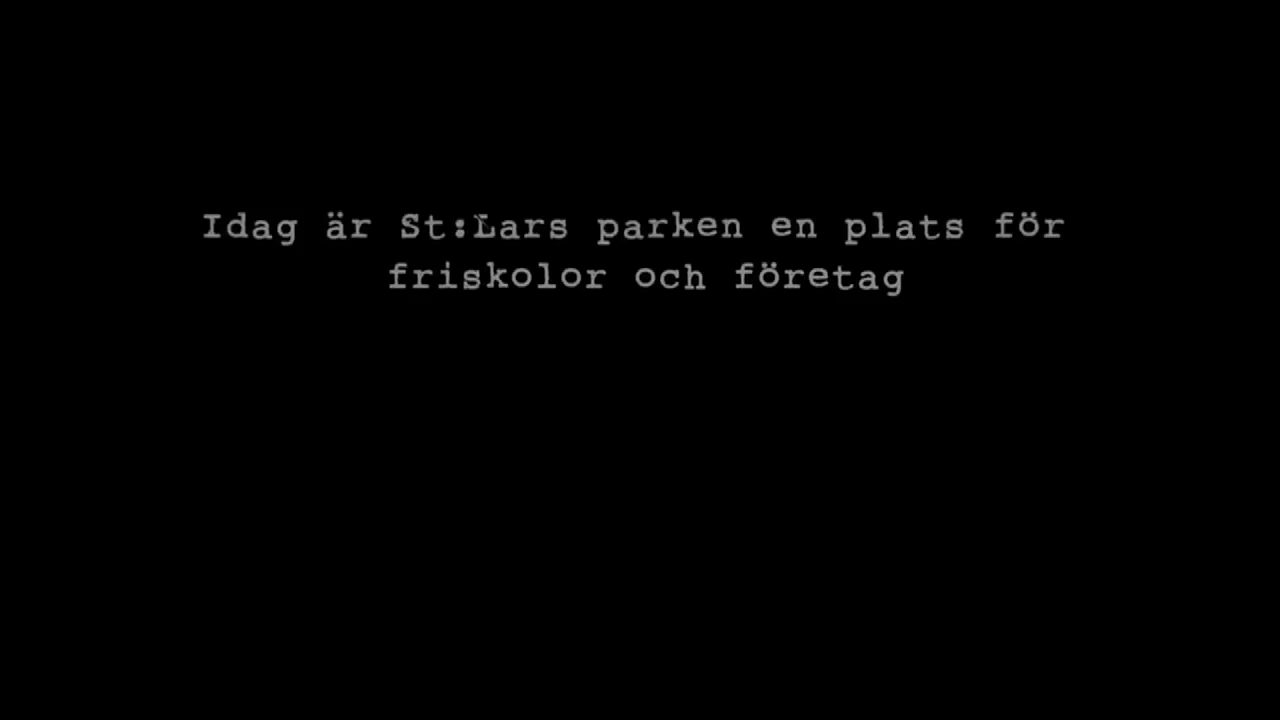 Idag är St:Lars parken en plats för
friskolor och företag